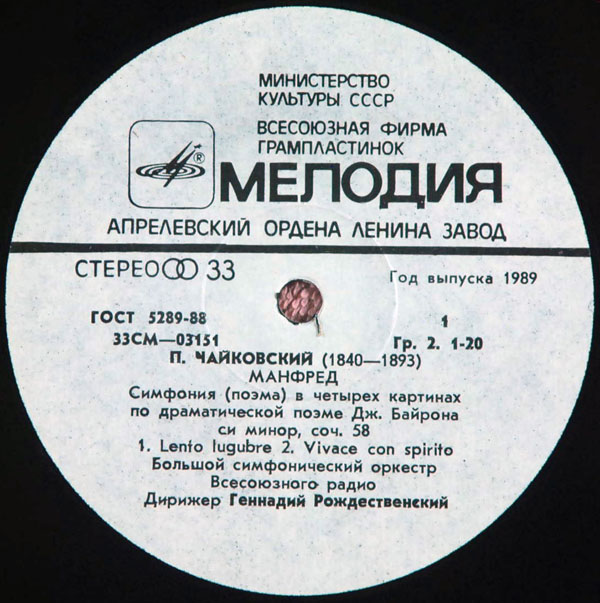 МИНИСТЕРСТВО
КУЛЬТУРЫ СССР
ВСЕСОЮЗНАЯ ФИРМА
ГРАМПЛАСТИНОК
®
МЕЛОДИЯ
АПРЕЛЕВСКИЙ ОРДЕНА ЛЕНИНА ЗАВОД
СТЕРЕО 33
Год выпуска 1989
ГОСТ 5289-88
1
33СМ—03151
Гр. 2. 1-20
П. ЧАЙКОВСКИЙ (1840—1893)
МАНФРЕД
Симфония (поэма) в четырех картинах
по драматической поэме Дж. Байрона
си минор, соч. 58
1. Lento lugubre 2. Vivace con spirito
Большой симфонический оркестр
Всесоюзного радио
Дирижер Геннадий Рождественский